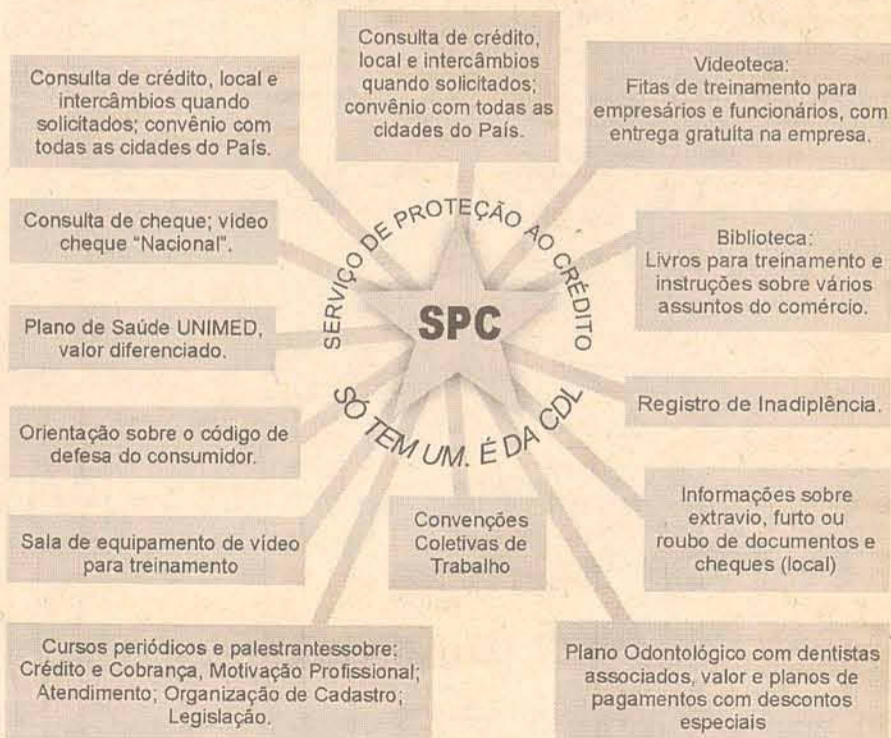 Consulta de crédito, local e
intercâmbios quando
solicitados; convênio com
todas as cidades do País.
Consulta de crédito,
local e intercâmbios
quando solicitados;
convênio com todas as
cidades do País.
Videoteca:
Fitas de treinamento para
empresários e funcionários, com
entrega gratuita na empresa.
Consulta de cheque; vídeo
cheque “Nacional”.
Biblioteca:
Livros para treinamento e
instruções sobre vários
assuntos do comércio.
SERVIÇO DE PROTEÇÃO AO CRÉDITO
SPC
SÓ TEM UM. É DA CDL
Plano de Saúde UNIMED,
valor diferenciado.
Registro de Inadiplência.
Orientação sobre o código de
defesa do consumidor.
Informações sobre
extravio, furto ou
roubo de documentos e
cheques (local)
Sala de equipamento de vídeo
para treinamento
Convenções
Coletivas de
Trabalho
Cursos periódicos e palestrantessobre;
Crédito e Cobrança, Motivação Profissional;
Atendimento; Organização de Cadastro;
Legislação.
Plano Odontológico com dentistas
associados, valor e planos de
pagamentos com descontos
especiais